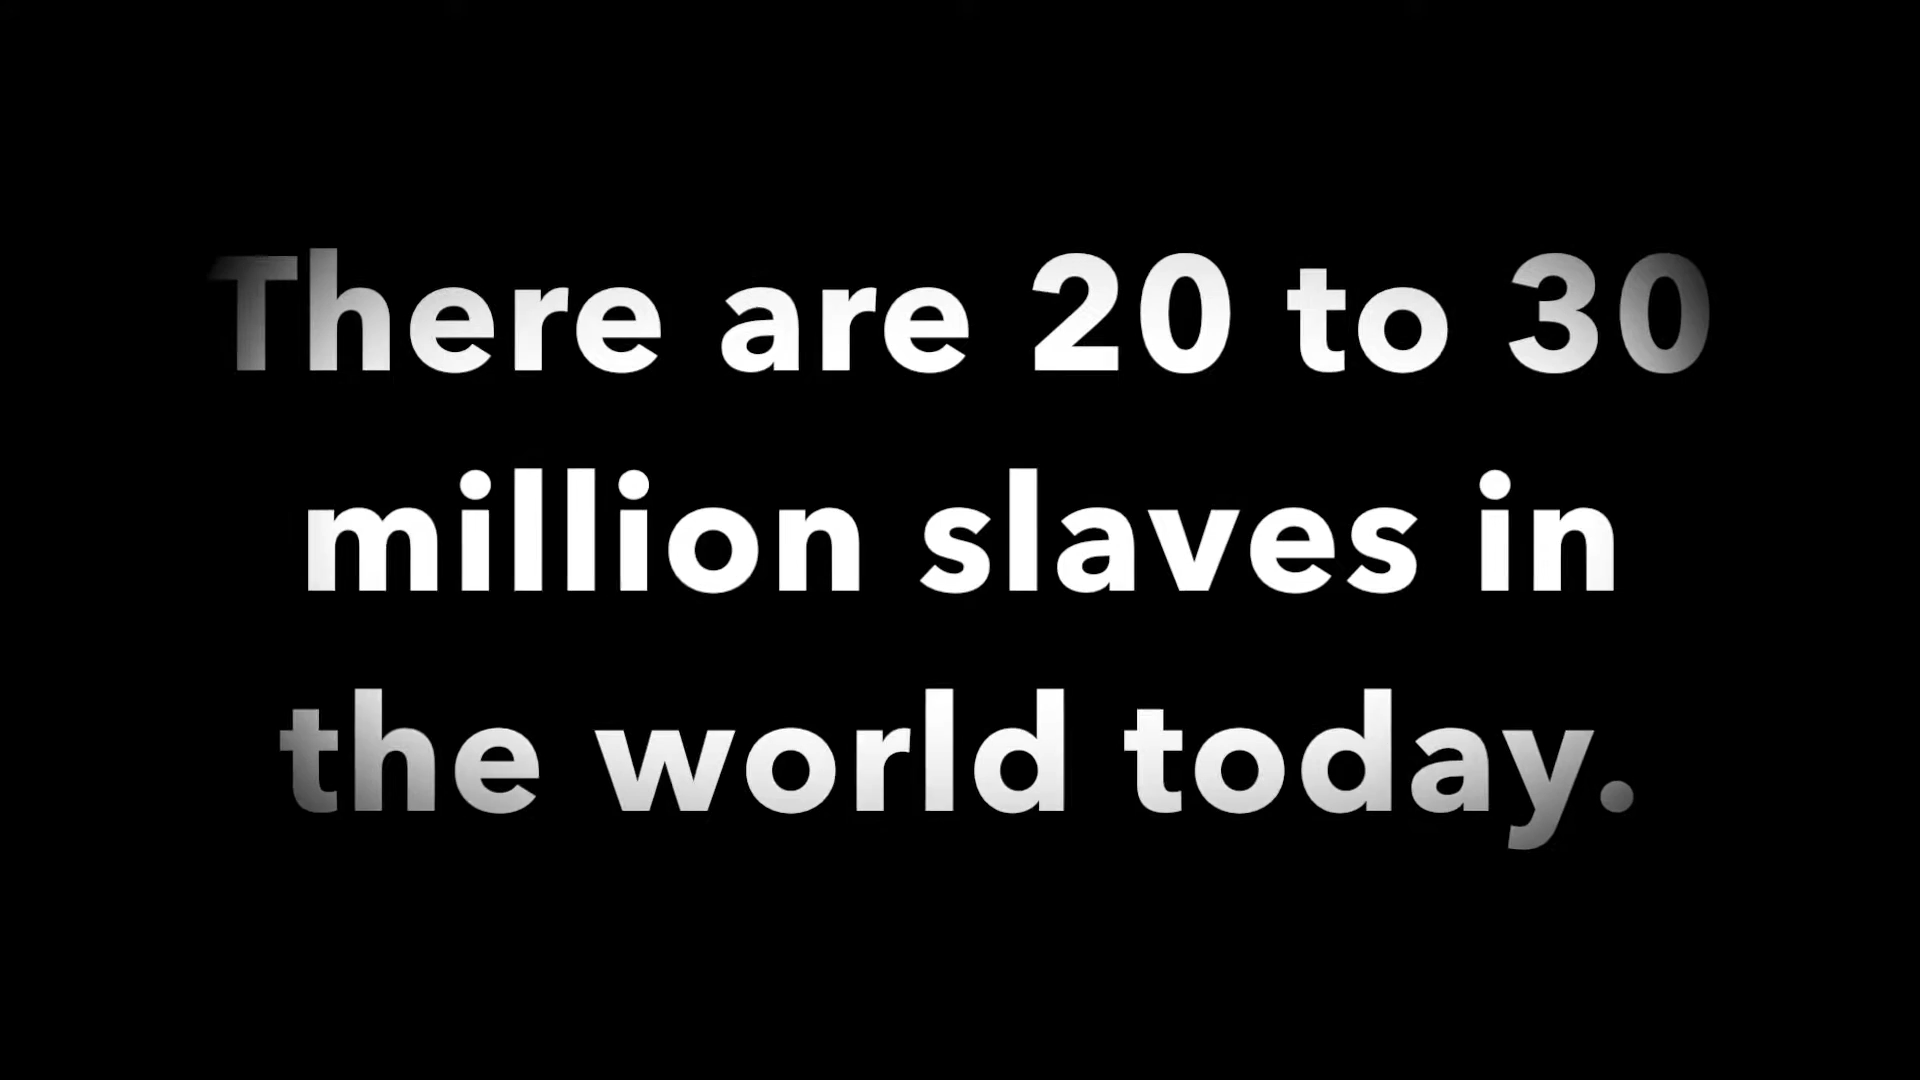 There are 20 to 30
million slaves in
the world today.